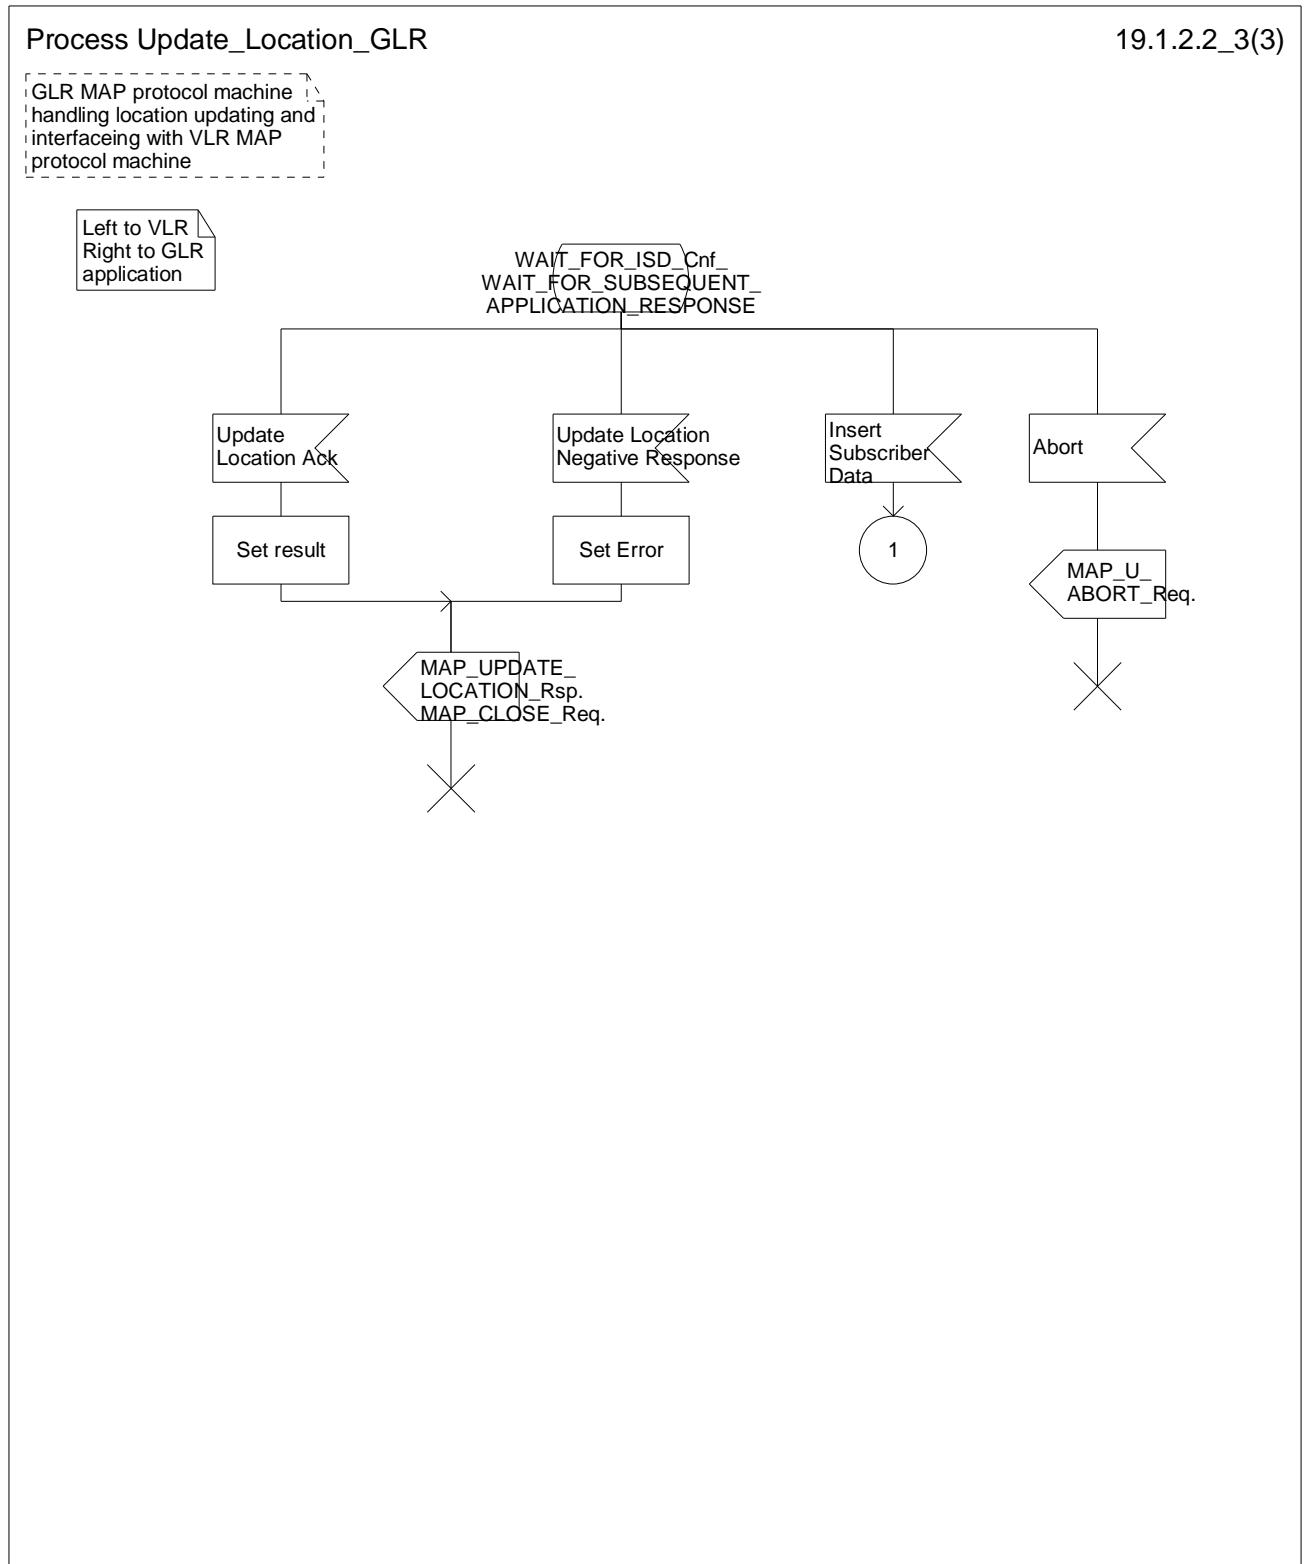 Process Update_Location_GLR
19.1.2.2_3(3)
GLR MAP protocol machine
handling location updating and
interfaceing with VLR MAP
protocol machine
Left to VLR
Right to GLR
application
WAIT_FOR_ISD_Cnf_
WAIT_FOR_SUBSEQUENT_
APPLICATION_RESPONSE
Update
Location Ack
Update Location
Negative Response
Insert
Subscriber
Data
Abort
Set result
Set Error
1
MAP_U_
ABORT_Req.
MAP_UPDATE_
LOCATION_Rsp.
MAP_CLOSE_Req.